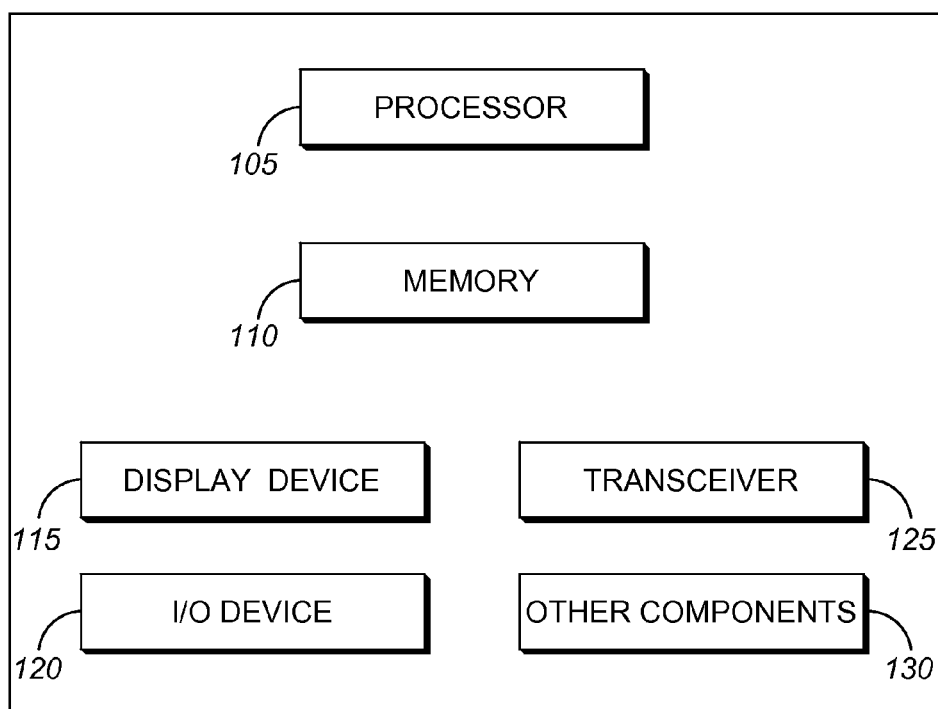 PROCESSOR
105
MEMORY
110
DISPLAY DEVICE
115
TRANSCEIVER
125
I/O DEVICE
120
OTHER COMPONENTS
130